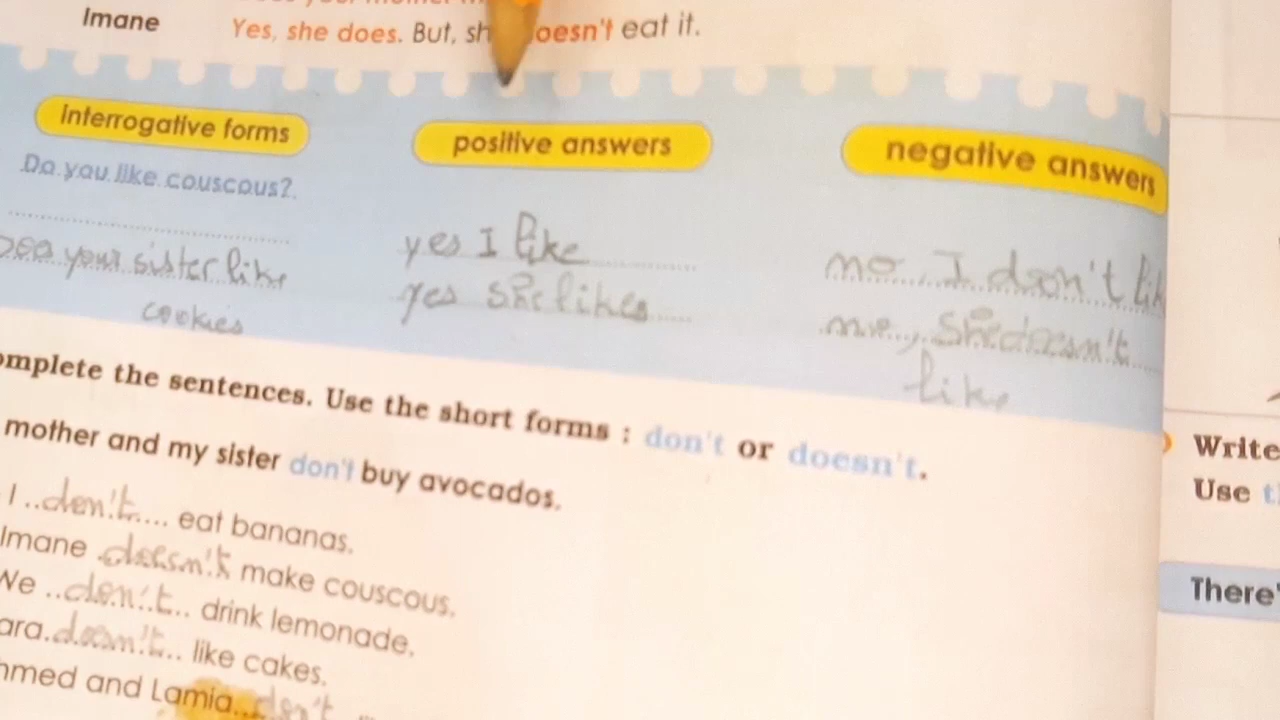 Imane Yes, she does. But, sh oesn't eat it.
interrogative forms positive answers negative answers
Do you like couscous?
yes I like no, I don't lik
oes your sister like cookies
yes she likes no, She doesn't like
omplete the sentences. Use the short forms : don't or doesn't.
mother and my sister don't buy avocados.
I ..don't.... eat bananas.
Imane .doesn't make couscous.
We ..don't.. drink lemonade.
ara.doesn't.. like cakes.
hmed and Lamia...don't
Write
Use t
There'